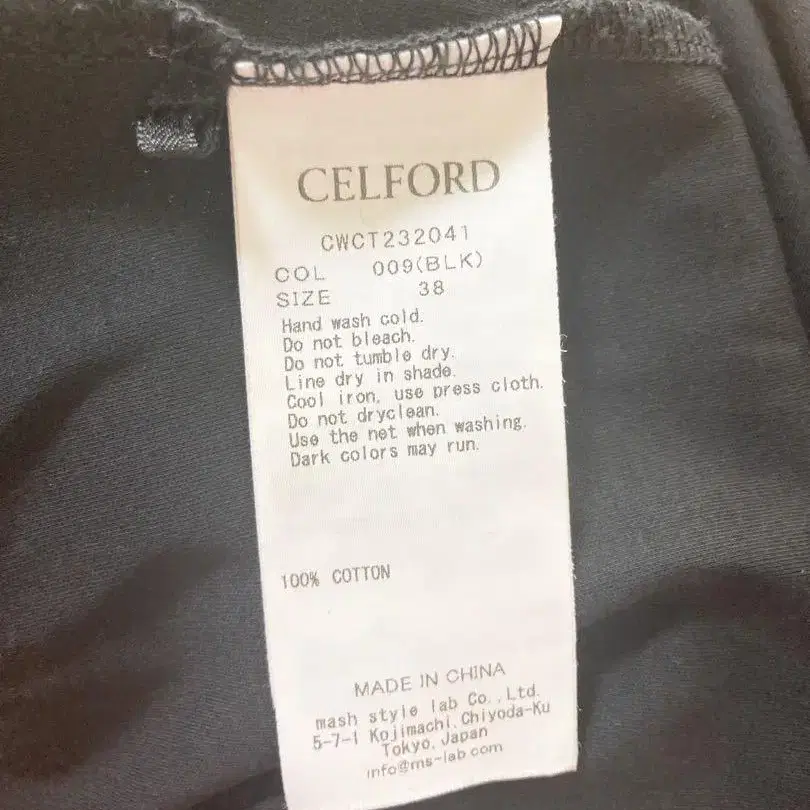 CELFORD
CWCT232041
COL 009(BLK)
SIZE 38
Hand wash cold.
Do not bleach.
Do not tumble dry.
Line dry in shade.
Cool iron, use press cloth.
Do not dryclean.
Use the net when washing.
Dark colors may run.
100% COTTON
MADE IN CHINA
mash style lab Co., Ltd.
5-7-1 Kojimachi, Chiyoda-Ku
Tokyo, Japan
info@ms-lab.com